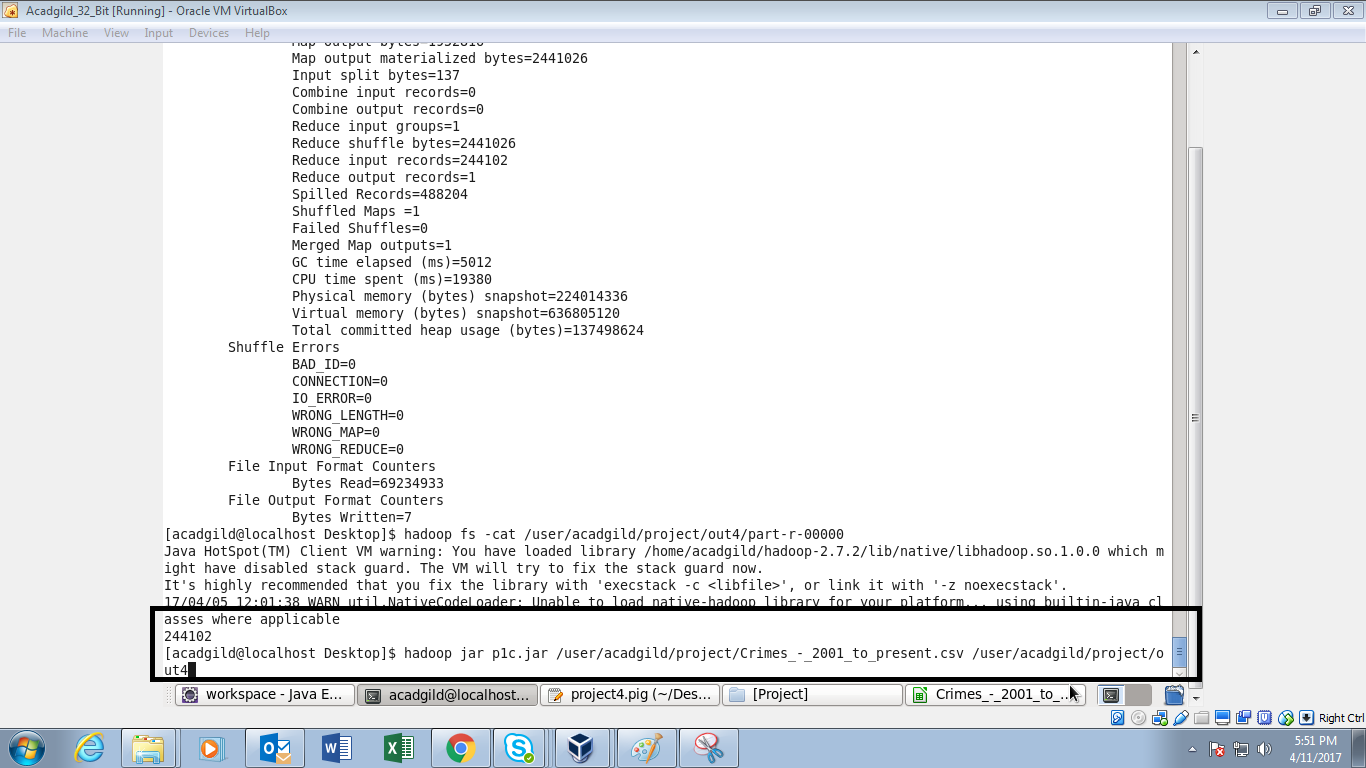 Acadgild_32_Bit [Running] - Oracle VM VirtualBox
File Machine View Input Devices Help
Map output materialized bytes=2441026
Input split bytes=137
Combine input records=0
Combine output records=0
Reduce input groups=1
Reduce shuffle bytes=2441026
Reduce input records=244102
Reduce output records=1
Spilled Records=488204
Shuffled Maps =1
Failed Shuffles=0
Merged Map outputs=1
GC time elapsed (ms)=5012
CPU time spent (ms)=19380
Physical memory (bytes) snapshot=224014336
Virtual memory (bytes) snapshot=636805120
Total committed heap usage (bytes)=137498624
Shuffle Errors
BAD_ID=0
CONNECTION=0
IO_ERROR=0
WRONG_LENGTH=0
WRONG_MAP=0
WRONG_REDUCE=0
File Input Format Counters
Bytes Read=69234933
File Output Format Counters
Bytes Written=7
[acadgild@localhost Desktop]$ hadoop fs -cat /user/acadgild/project/out4/part-r-00000
Java HotSpot(TM) Client VM warning: You have loaded library /home/acadgild/hadoop-2.7.2/lib/native/libhadoop.so.1.0.0 which m
ight have disabled stack guard. The VM will try to fix the stack guard now.
It's highly recommended that you fix the library with 'execstack -c <libfile>', or link it with '-z noexecstack'.
17/04/05 12:01:38 WARN util.NativeCodeLoader: Unable to load native-hadoop library for your platform... using builtin-java cl
asses where applicable
244102
[acadgild@localhost Desktop]$ hadoop jar p1c.jar /user/acadgild/project/Crimes_-_2001_to_present.csv /user/acadgild/project/o
ut4
workspace - Java E... acadgild@localhost... project4.pig (~/Des... [Project] Crimes_-_2001_to_...
Right Ctrl
5:51 PM
4/11/2017